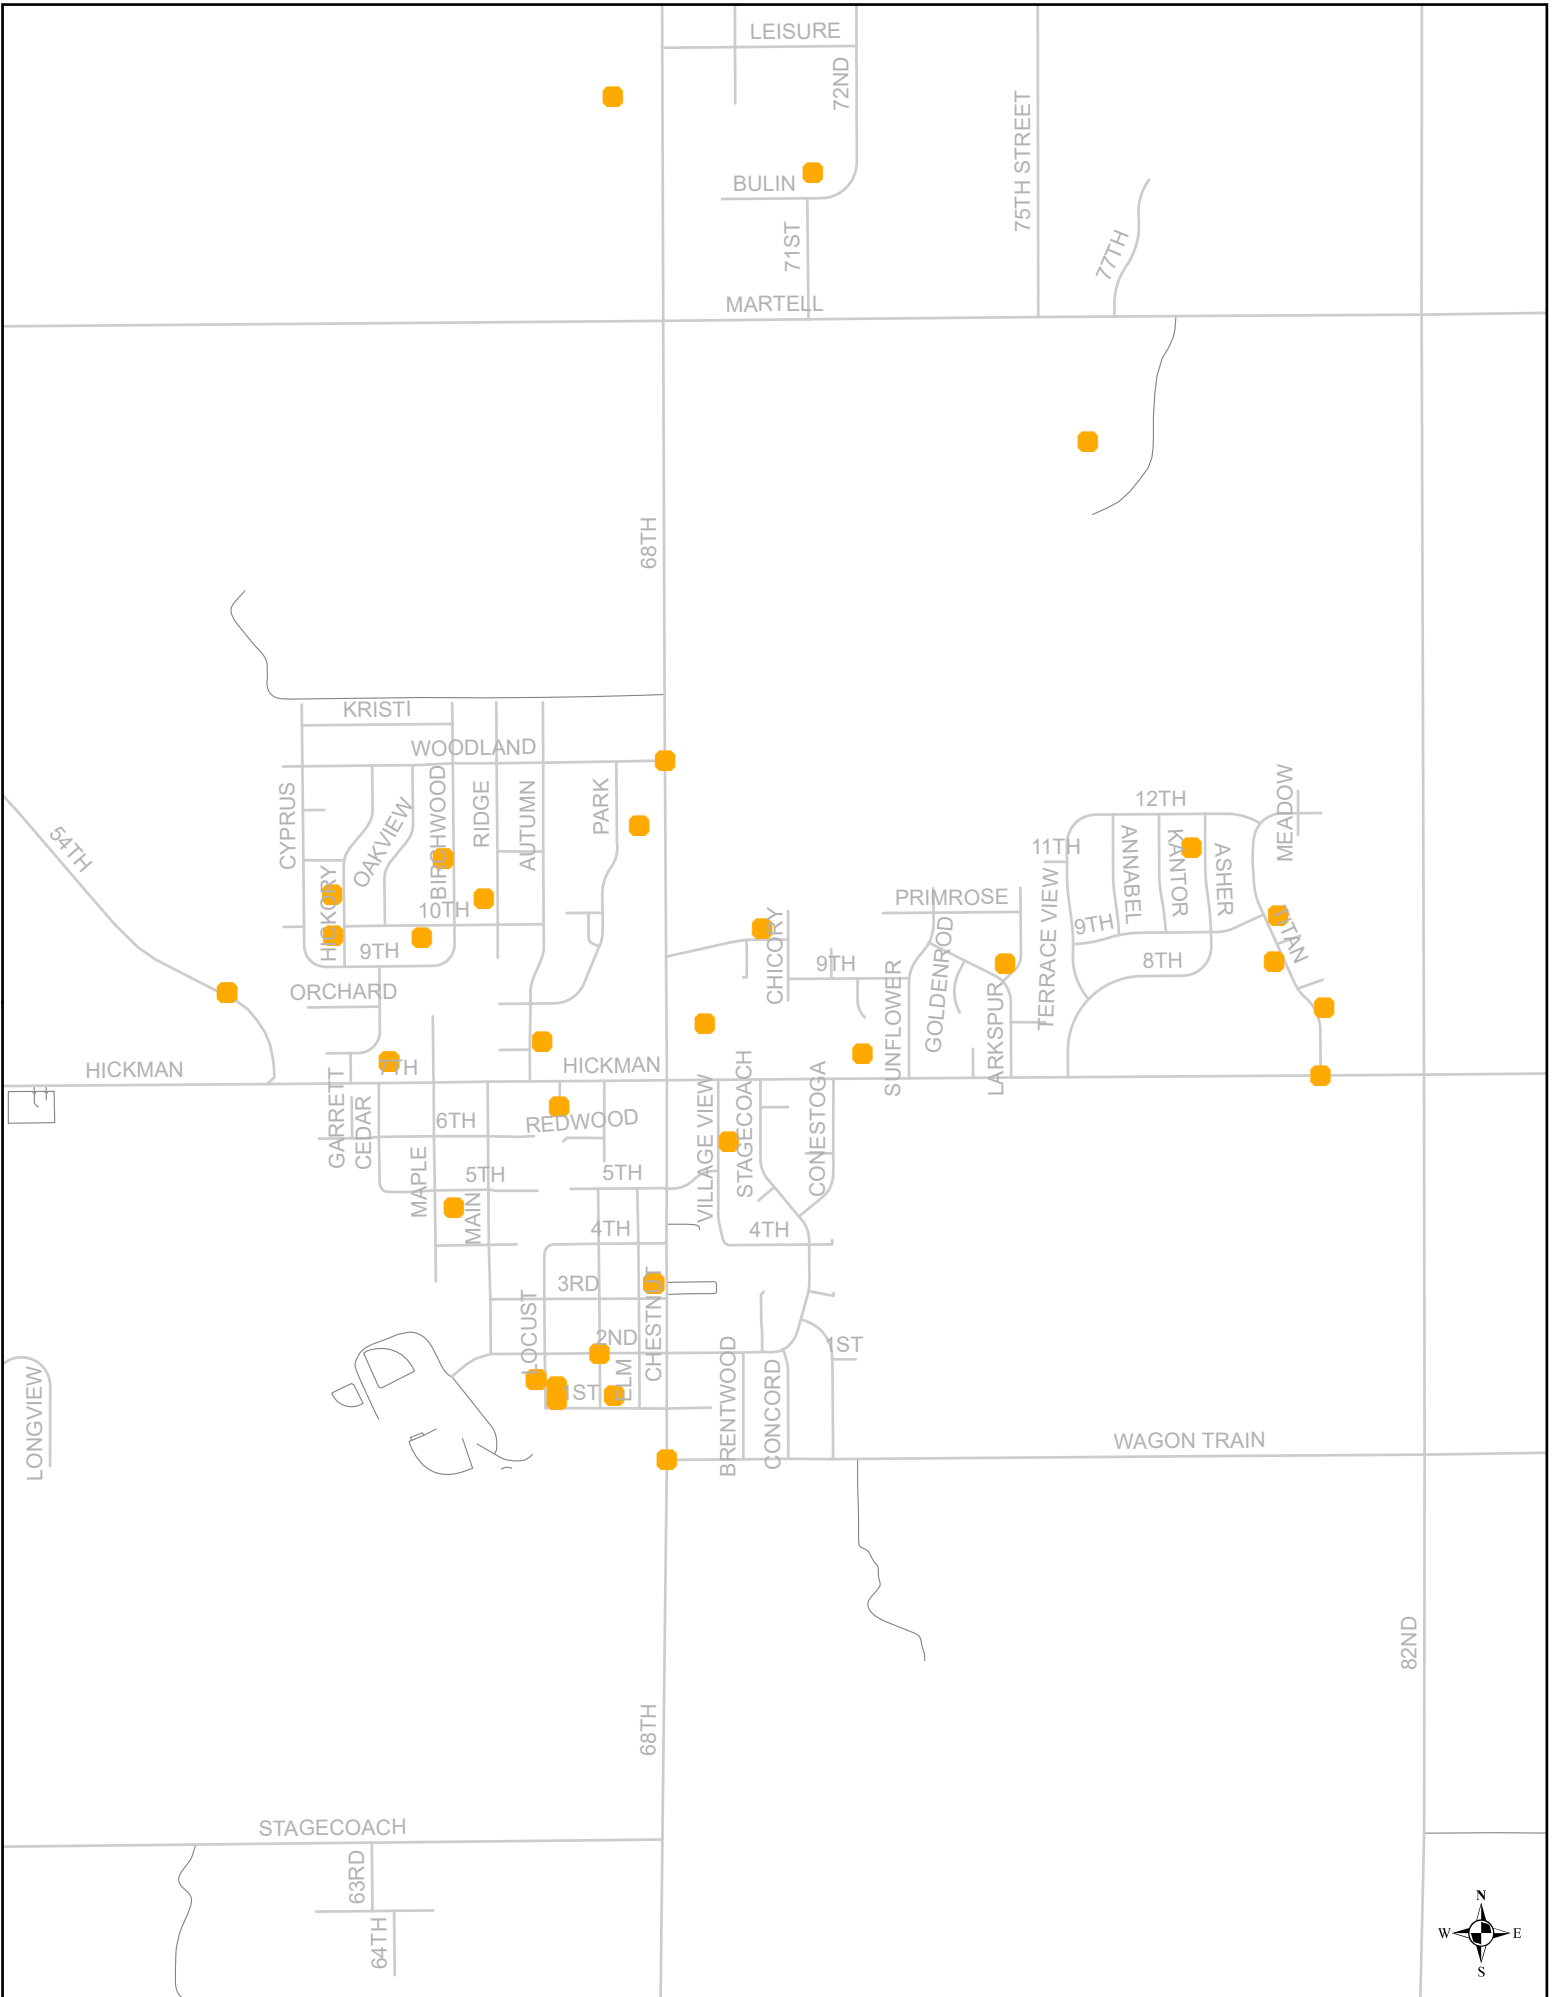 LEISURE
72ND
75TH STREET
BULIN
71ST
77TH
MARTELL
68TH
KRISTI
WOODLAND
CYPRUS
OAKVIEW
BIRCHWOOD
RIDGE
AUTUMN
PARK
54TH
12TH
MEADOW
11TH
ANNABEL
KANTOR
ASHER
HICKORY
10TH
PRIMROSE
TERRACE VIEW
9TH
CHICORY
9TH
GOLDENROD
9TH
8TH
TITAN
ORCHARD
SUNFLOWER
LARKSPUR
HICKMAN
7TH
HICKMAN
GARRETT
CEDAR
6TH
REDWOOD
VILLAGE VIEW
STAGECOACH
CONESTOGA
MAPLE
5TH
5TH
MAIN
4TH
4TH
3RD
LOCUST
CHESTNUT
2ND
1ST
ELM
1ST
BRENTWOOD
CONCORD
LONGVIEW
WAGON TRAIN
82ND
68TH
STAGECOACH
63RD
64TH
N
W E
S